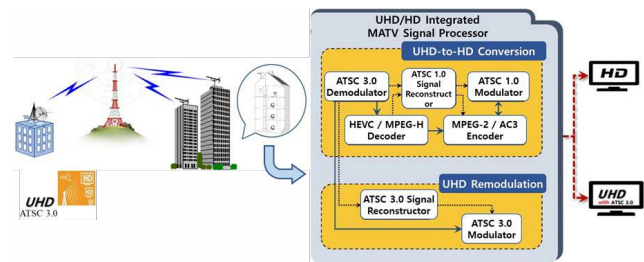 UHD/HD Integrated
MATV Signal Processor
UHD-to-HD Conversion
ATSC 3.0
Demodulator
ATSC 1.0
Signal
Reconstruct
or
ATSC 1.0
Modulator
HEVC / MPEG-H
Decoder
MPEG-2 / AC3
Encoder
UHD Remodulation
ATSC 3.0 Signal
Reconstructor
ATSC 3.0
Modulator
HD
UHD
with ATSC 3.0
HD
UHD
ATSC 3.0